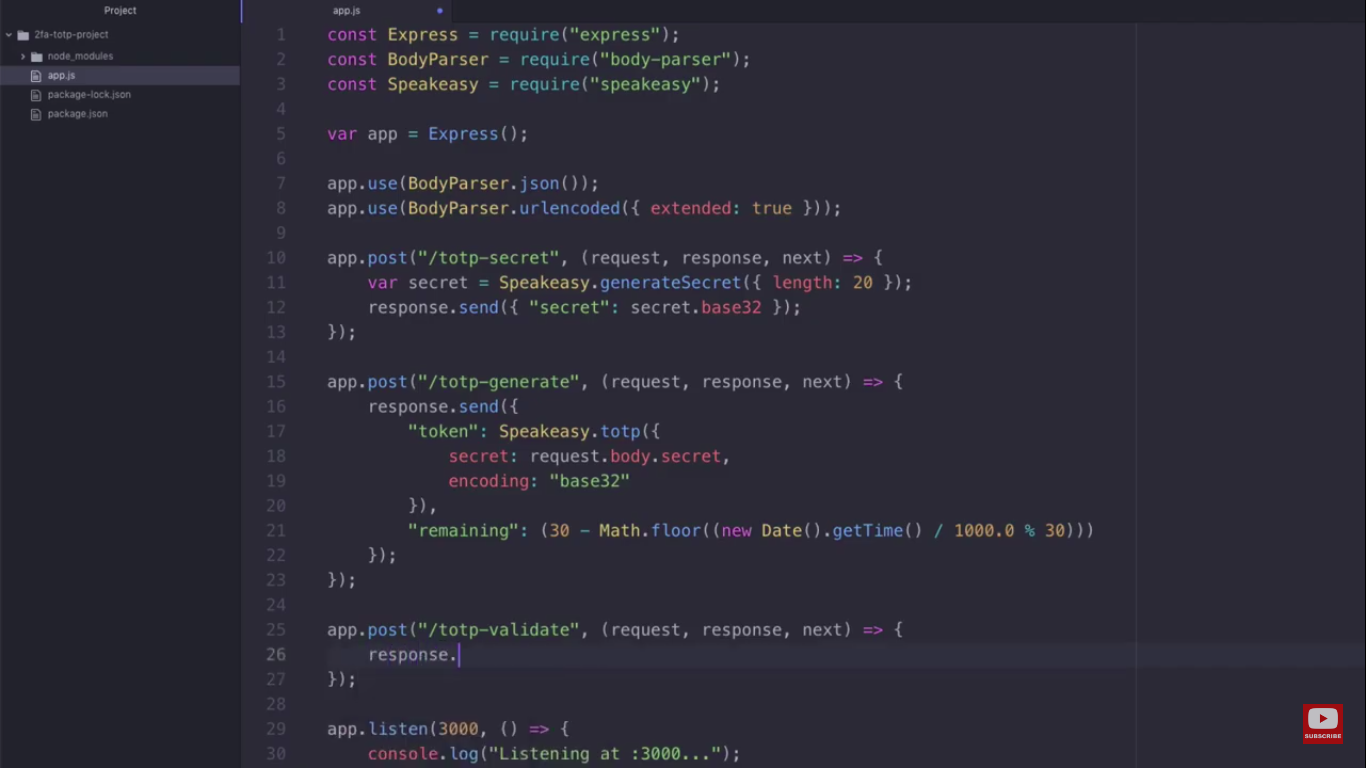 Project
app.js
2fa-totp-project
node_modules
app.js
package-lock.json
package.json
1 const Express = require("express");
2 const BodyParser = require("body-parser");
3 const Speakeasy = require("speakeasy");
4
5 var app = Express();
6
7 app.use(BodyParser.json());
8 app.use(BodyParser.urlencoded({ extended: true }));
9
10 app.post("/totp-secret", (request, response, next) => {
11     var secret = Speakeasy.generateSecret({ length: 20 });
12     response.send({ "secret": secret.base32 });
13 });
14
15 app.post("/totp-generate", (request, response, next) => {
16     response.send({
17         "token": Speakeasy.totp({
18             secret: request.body.secret,
19             encoding: "base32"
20         }),
21         "remaining": (30 - Math.floor((new Date().getTime() / 1000.0 % 30)))
22     });
23 });
24
25 app.post("/totp-validate", (request, response, next) => {
26     response.
27 });
28
29 app.listen(3000, () => {
30     console.log("Listening at :3000...");
SUBSCRIBE